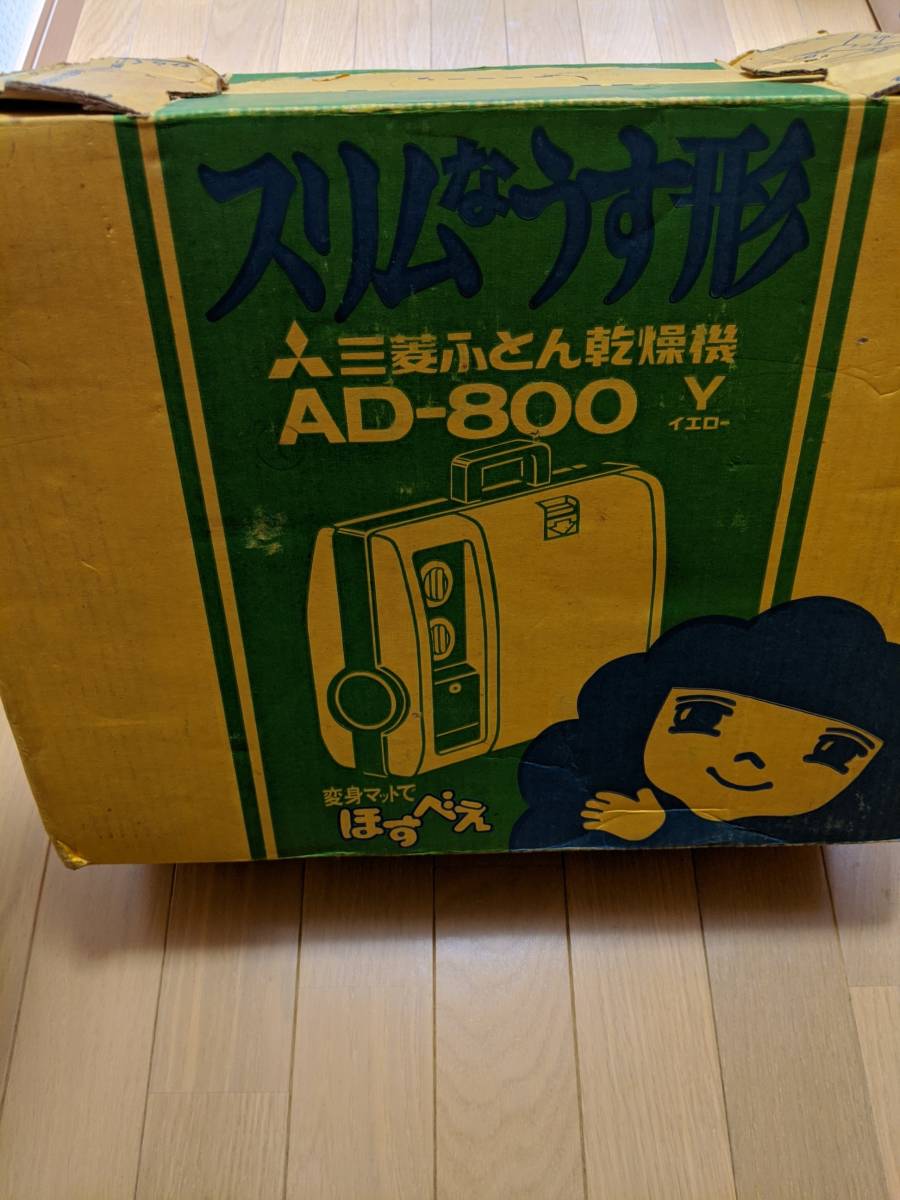 スリムなうす形
三菱ふとん乾燥機
AD-800 Y
イエロー
変身マットで
ほすべえ